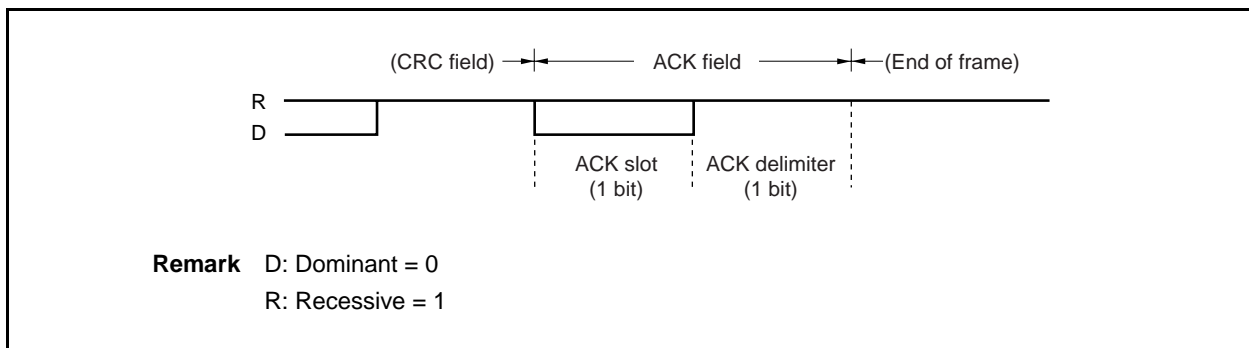 (CRC field) ACK field (End of frame)
R
D
ACK slot ACK delimiter
(1 bit) (1 bit)
Remark D: Dominant = 0
R: Recessive = 1